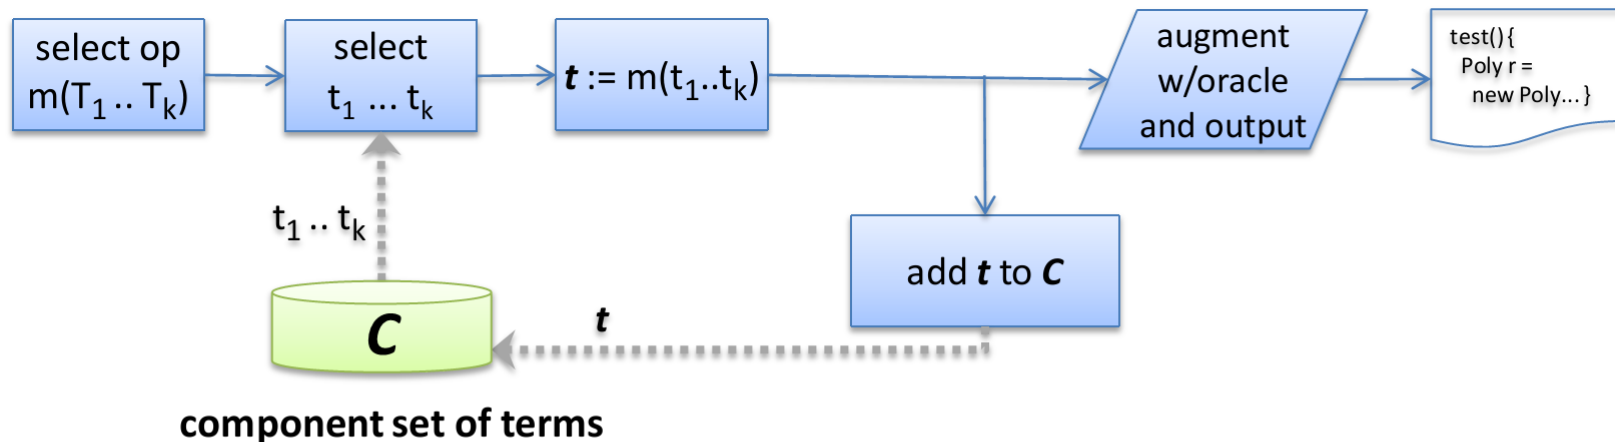 select op
m(T₁ .. Tₖ)
select
t₁ ... tₖ
t := m(t₁..tₖ)
augment
w/oracle
and output
test() {
Poly r =
new Poly... }
t₁ .. tₖ
add t to C
t
C
component set of terms